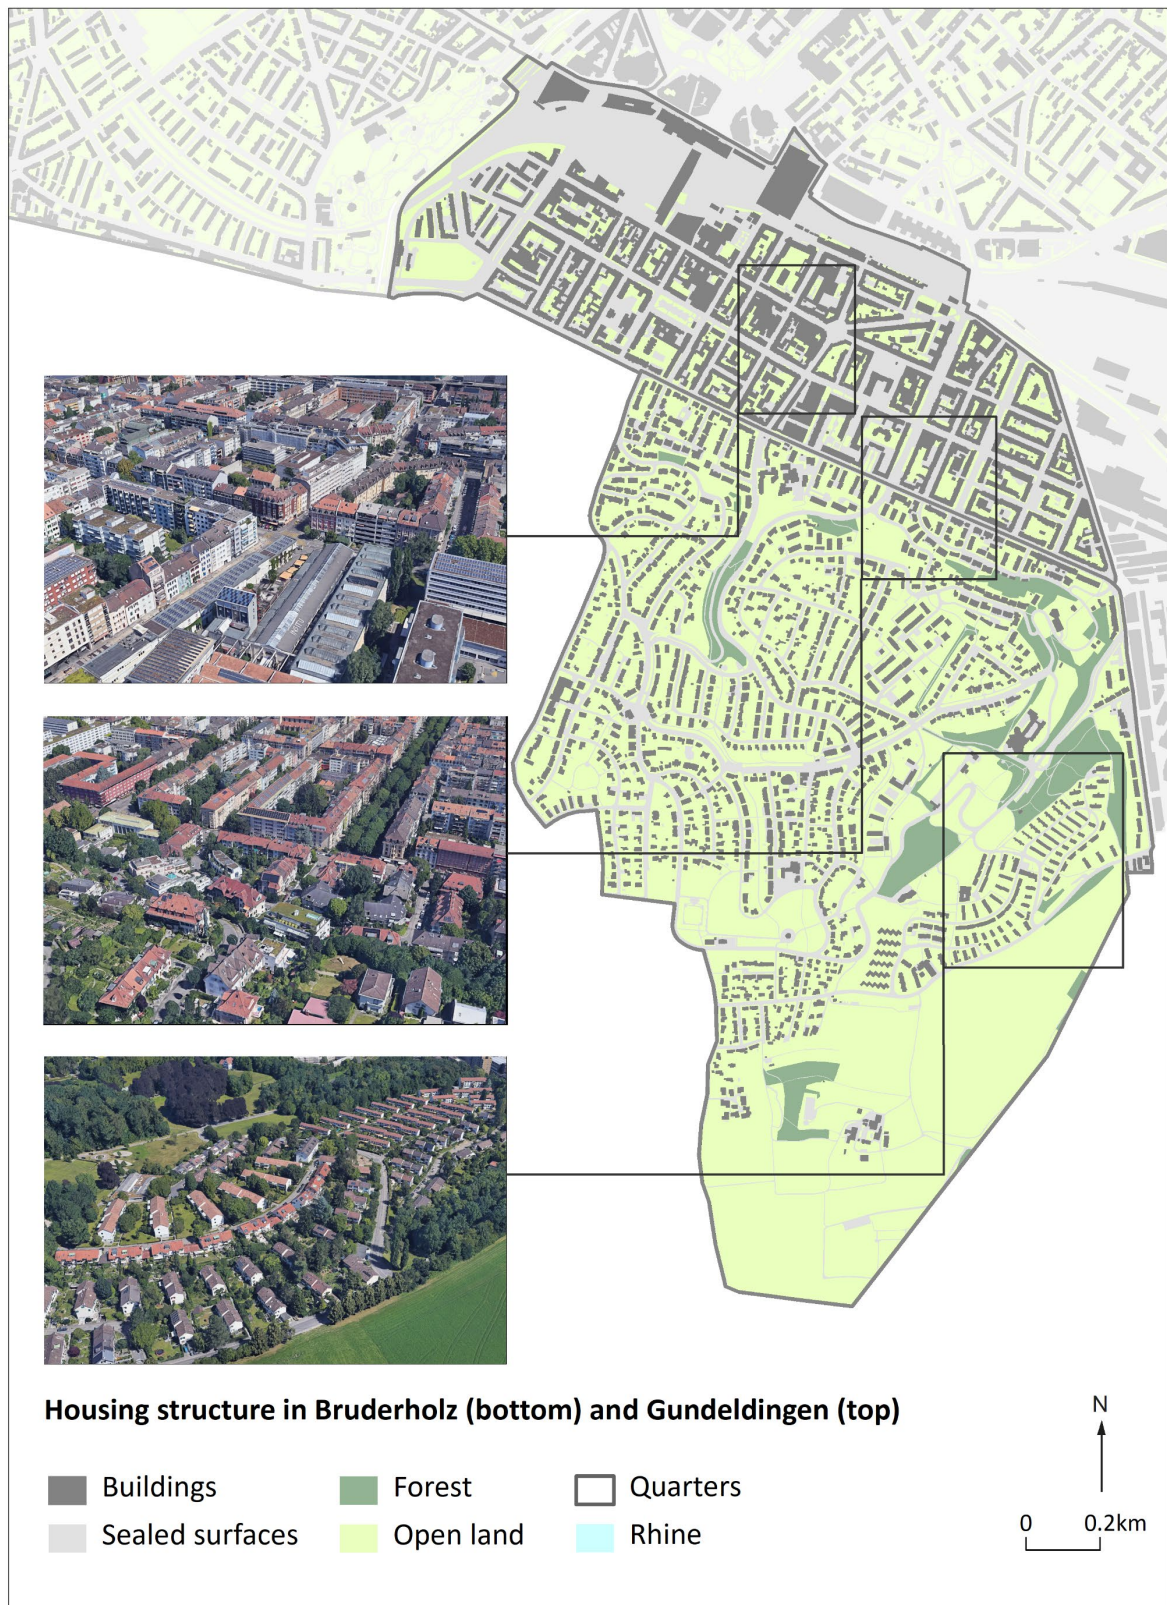 Housing structure in Bruderholz (bottom) and Gundeldingen (top)
N
Buildings
Forest
Quarters
Sealed surfaces
Open land
Rhine
0 0.2km